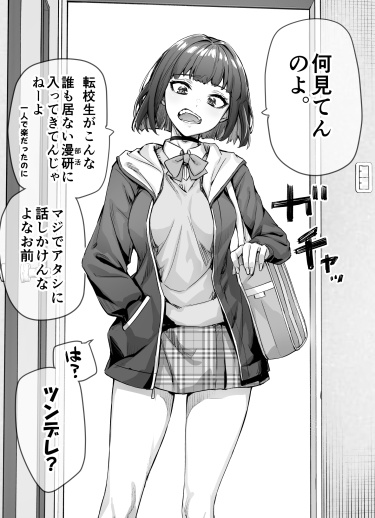 何見てん
のよ。
ガチャッ
転校生がこんな
誰も居ない漫研に
部活
入ってきてんじゃ
ねーよ
一人で楽だったのに
マジでアタシに
話しかけんな
よなお前
は?
ツンデレ?